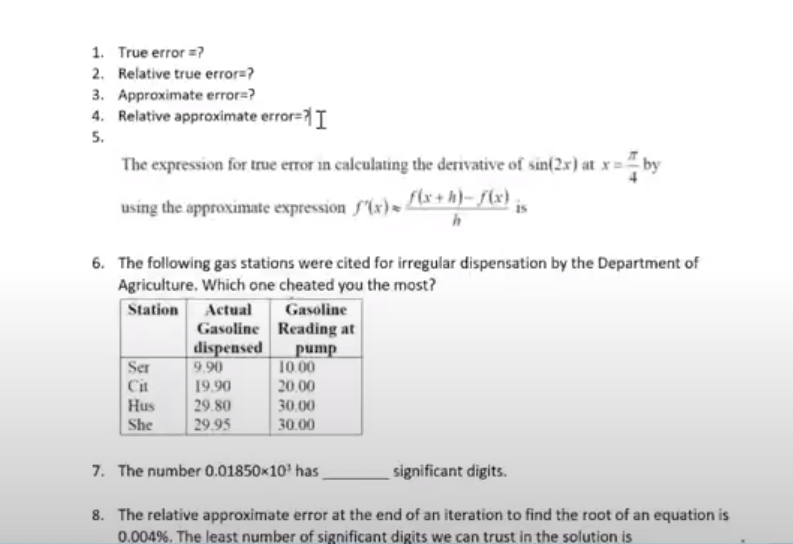 1. True error =?
2. Relative true error=?
3. Approximate error=?
4. Relative approximate error=?
5.
The expression for true error in calculating the derivative of sin(2x) at x = π/4 by
using the approximate expression f'(x) ≈ (f(x + h) − f(x))/h is
6. The following gas stations were cited for irregular dispensation by the Department of
Agriculture. Which one cheated you the most?
Station Actual Gasoline
Gasoline Reading at
dispensed pump
Ser 9.90 10.00
Cit 19.90 20.00
Hus 29.80 30.00
She 29.95 30.00
7. The number 0.01850×10³ has ________ significant digits.
8. The relative approximate error at the end of an iteration to find the root of an equation is
0.004%. The least number of significant digits we can trust in the solution is